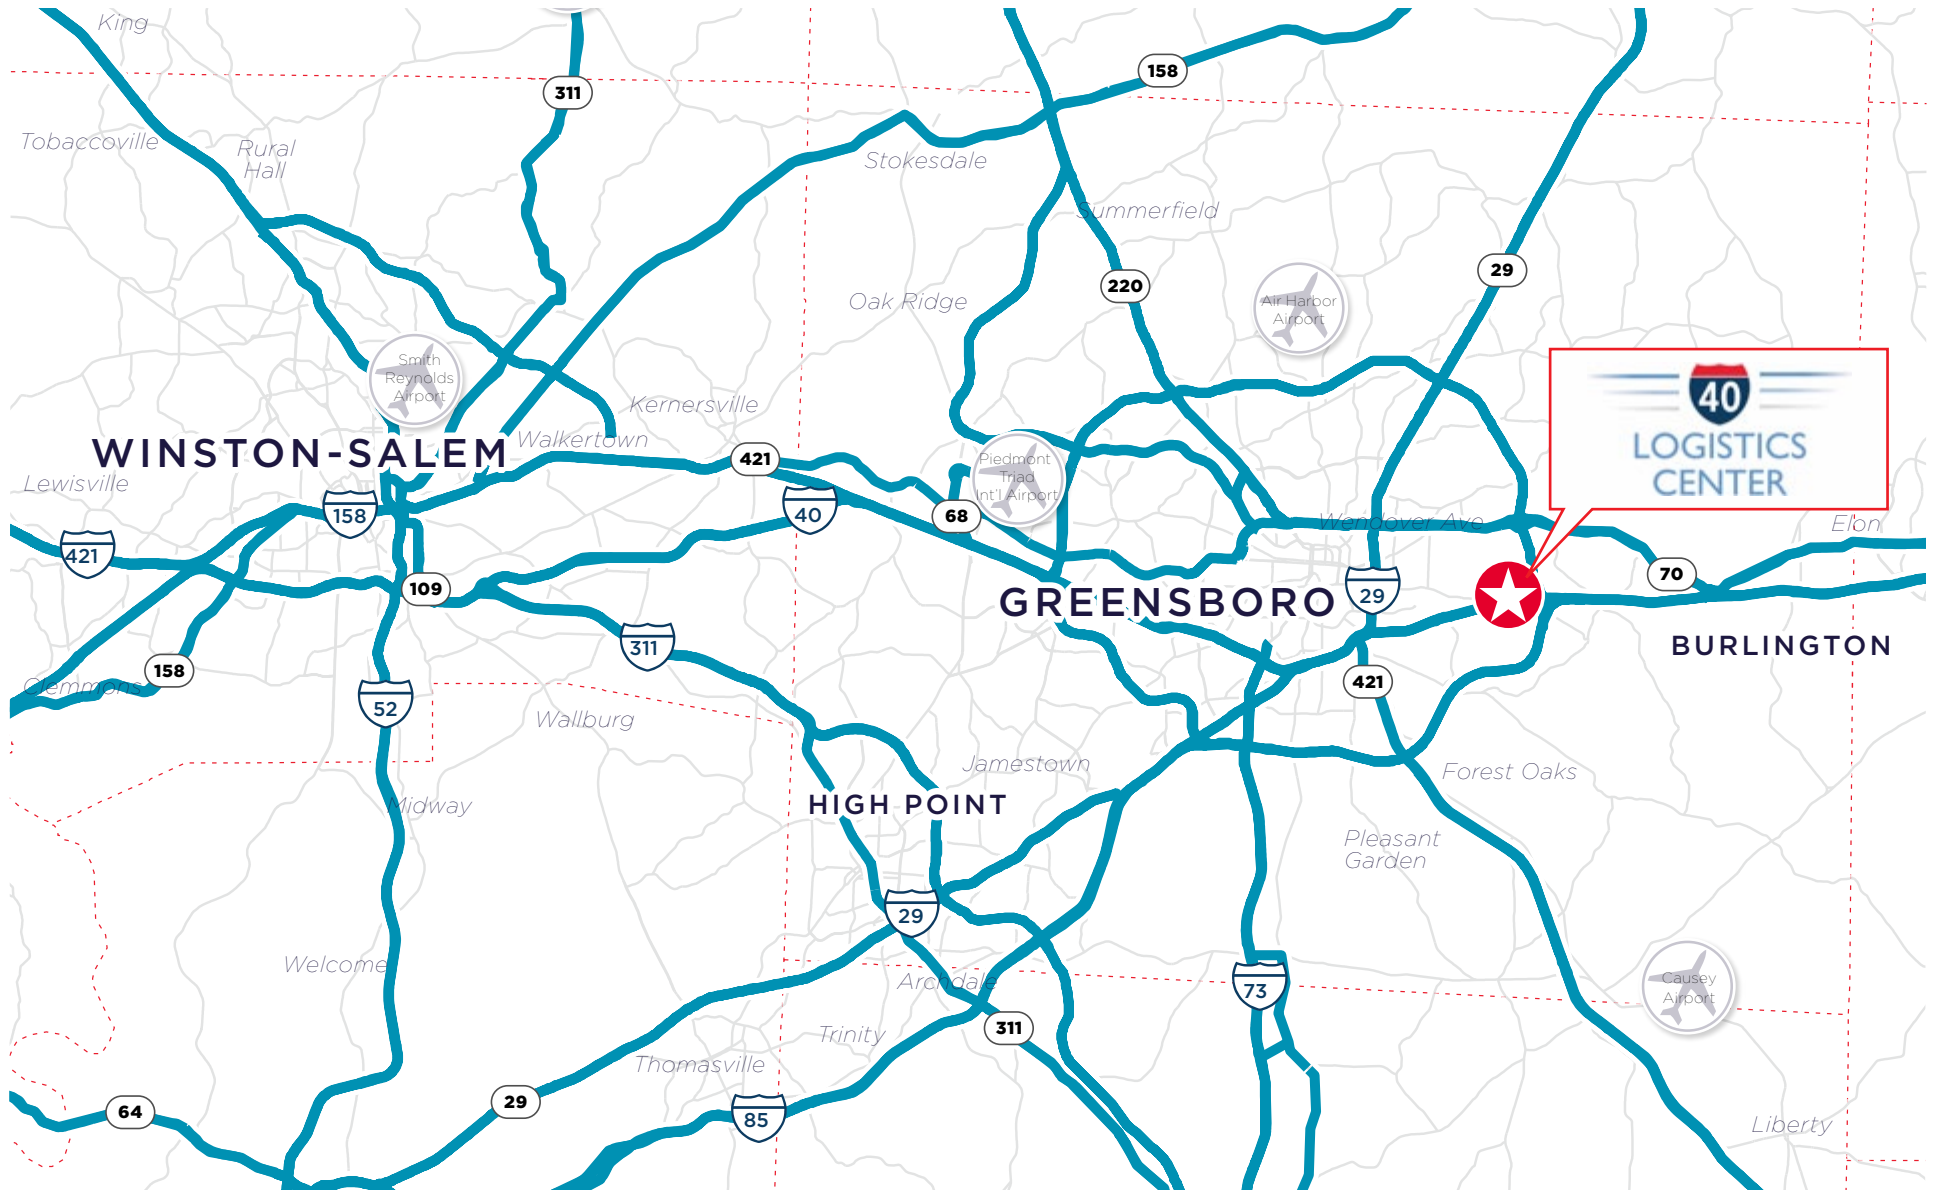 King
311
158
Tobaccoville
Rural
Hall
Stokesdale
Summerfield
29
220
Oak Ridge
Air Harbor
Airport
Smith
Reynolds
Airport
40
LOGISTICS
CENTER
Kernersville
WINSTON-SALEM
Walkertown
421
Piedmont
Triad
Int'l Airport
Lewisville
158
40
68
Wendover Ave
Elon
421
109
GREENSBORO
29
70
311
BURLINGTON
158
Clemmons
52
421
Wallburg
Jamestown
Forest Oaks
Midway
HIGH POINT
Pleasant
Garden
29
Welcome
Archdale
73
Causey
Airport
311
Trinity
Thomasville
29
64
85
Liberty